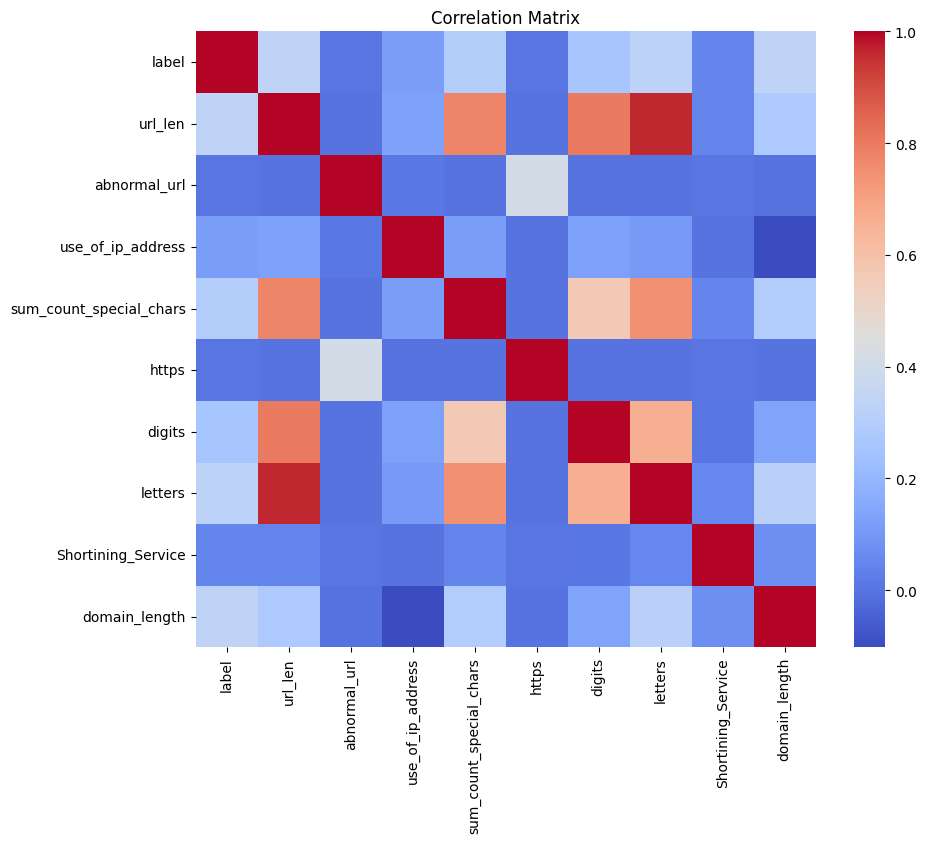 Correlation Matrix
label
url_len
abnormal_url
use_of_ip_address
sum_count_special_chars
https
digits
letters
Shortining_Service
domain_length
label
url_len
abnormal_url
use_of_ip_address
sum_count_special_chars
https
digits
letters
Shortining_Service
domain_length
1.0
0.8
0.6
0.4
0.2
0.0